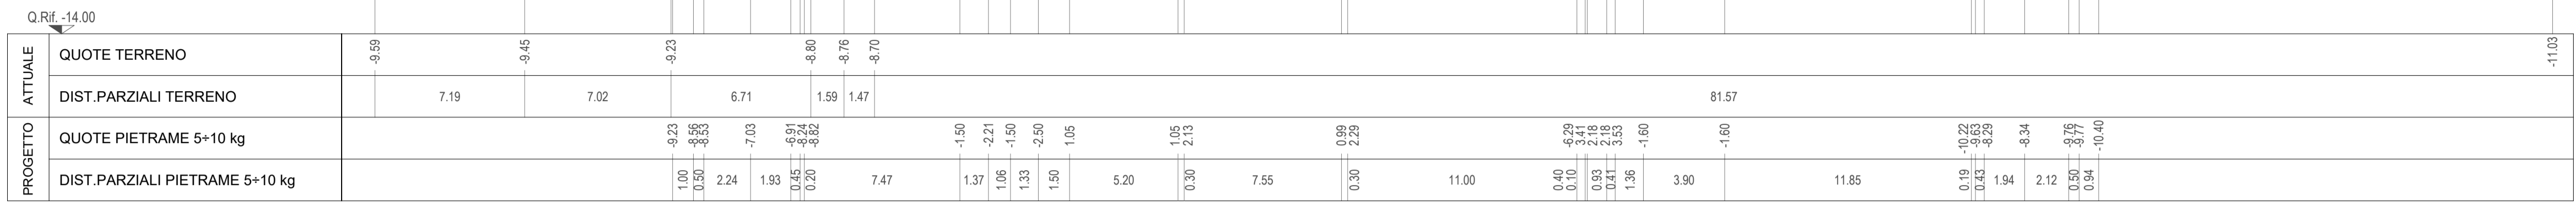 Q.Rif. -14.00
ATTUALE
QUOTE TERRENO -9.59 -9.45 -9.23 -8.80 -8.76 -8.70 -11.03
DIST.PARZIALI TERRENO 7.19 7.02 6.71 1.59 1.47 81.57
PROGETTO
QUOTE PIETRAME 5÷10 kg -9.23 -8.56 -8.53 -7.03 -6.91 -8.24 -8.82 -1.50 -2.21 -1.50 -2.50 1.05 1.05 2.13 0.99 2.29 -6.29 3.41 2.18 2.18 3.53 -1.60 -1.60 -10.22 -9.63 -8.29 -8.34 -9.76 -9.77 -10.40
DIST.PARZIALI PIETRAME 5÷10 kg 1.00 0.50 2.24 1.93 0.45 0.20 7.47 1.37 1.06 1.33 1.50 5.20 0.30 7.55 0.30 11.00 0.40 0.10 0.93 0.41 1.36 3.90 11.85 0.19 0.43 1.94 2.12 0.50 0.94